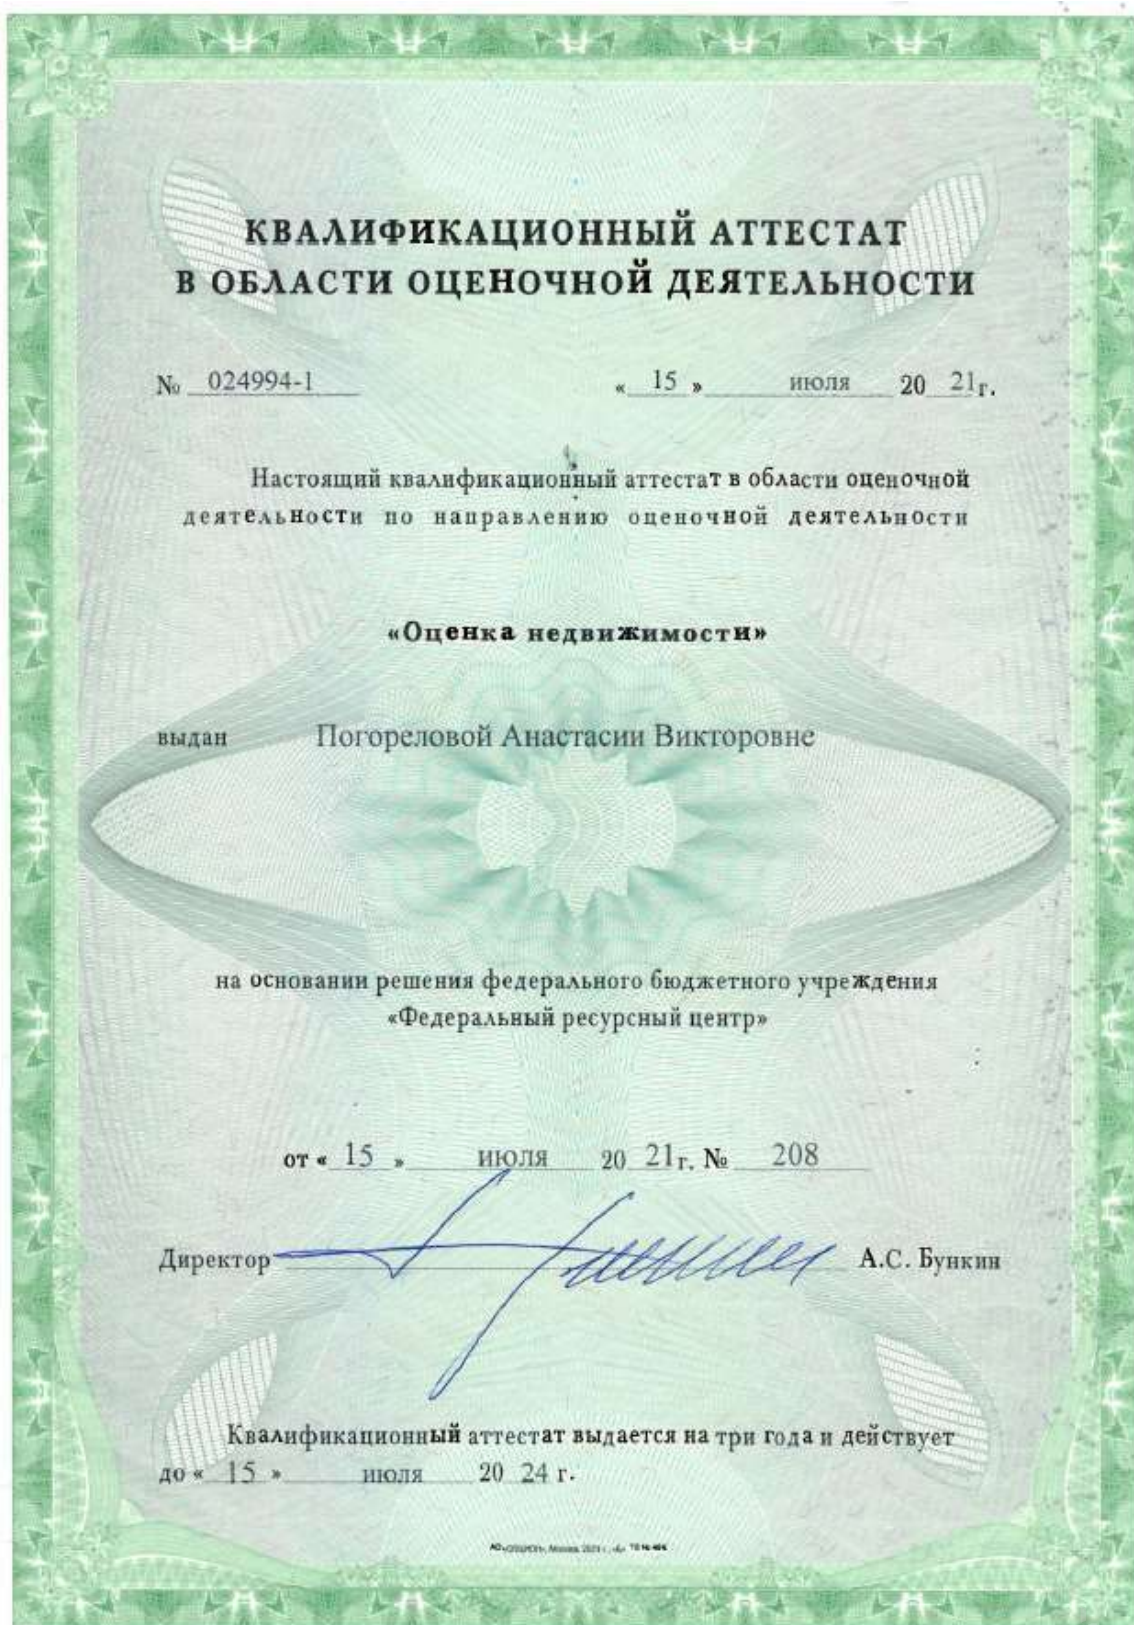 КВАЛИФИКАЦИОННЫЙ АТТЕСТАТ
В ОБЛАСТИ ОЦЕНОЧНОЙ ДЕЯТЕЛЬНОСТИ
№ 024994-1 « 15 » июля 20 21г.
Настоящий квалификационный аттестат в области оценочной
деятельности по направлению оценочной деятельности
«Оценка недвижимости»
выдан Погореловой Анастасии Викторовне
на основании решения федерального бюджетного учреждения
«Федеральный ресурсный центр»
от « 15 » июля 20 21г. № 208
Директор А.С. Бункин
Квалификационный аттестат выдается на три года и действует
до « 15 » июля 20 24 г.